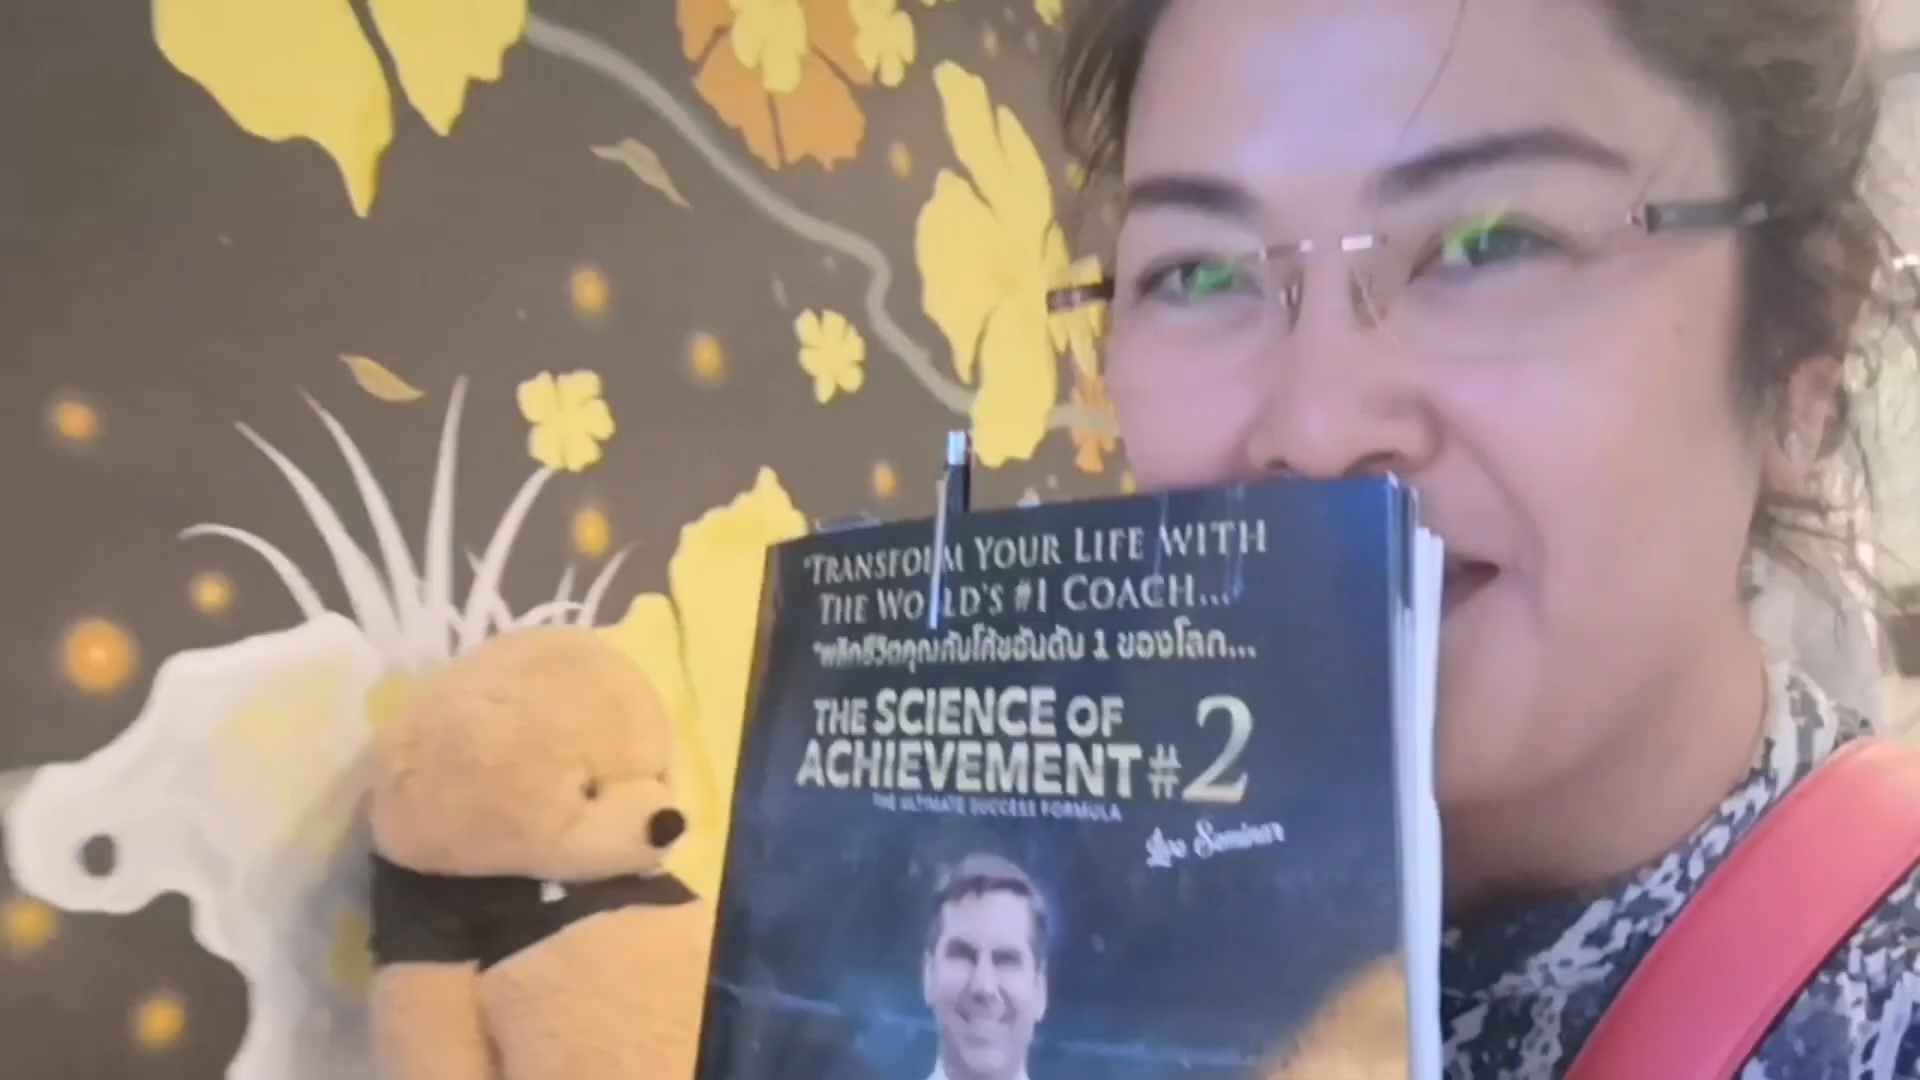 "TRANSFORM YOUR LIFE WITH
THE WORLD'S #1 COACH...
"พลิกชีวิตคุณกับโค้ชอันดับ 1 ของโลก...
THE SCIENCE OF
ACHIEVEMENT #2
THE ULTIMATE SUCCESS FORMULA
Live Seminar